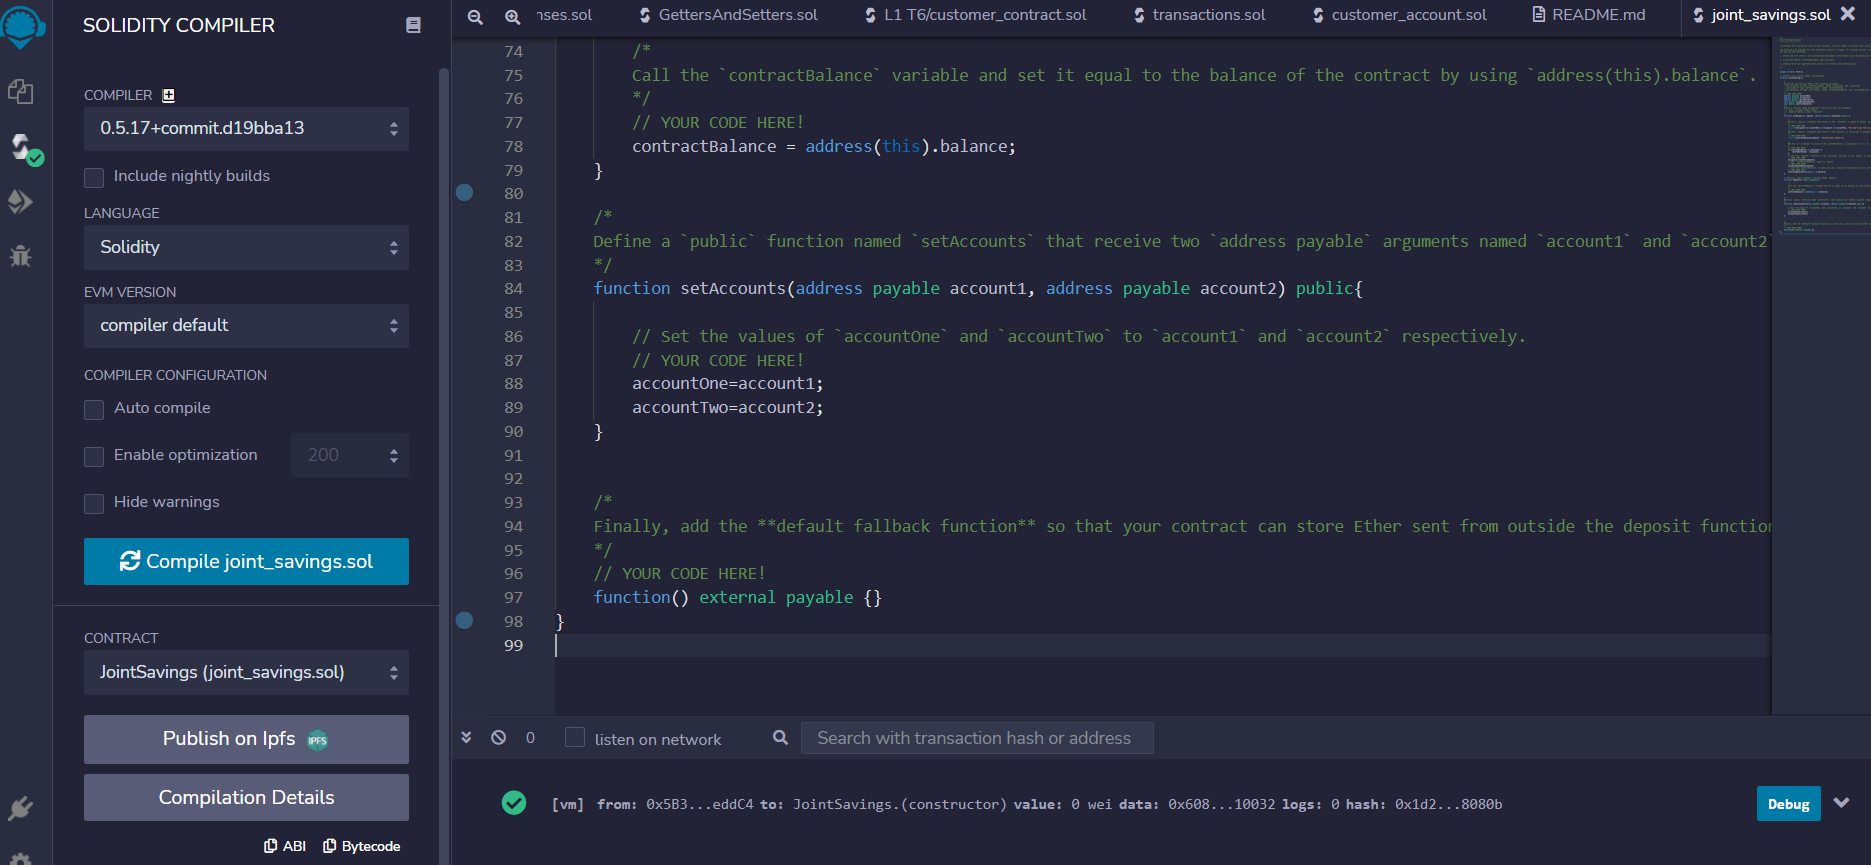 SOLIDITY COMPILER
COMPILER
0.5.17+commit.d19bba13
Include nightly builds
LANGUAGE
Solidity
EVM VERSION
compiler default
COMPILER CONFIGURATION
Auto compile
Enable optimization 200
Hide warnings
Compile joint_savings.sol
CONTRACT
JointSavings (joint_savings.sol)
Publish on Ipfs IPFS
Compilation Details
ABI Bytecode
nses.sol GettersAndSetters.sol L1 T6/customer_contract.sol transactions.sol customer_account.sol README.md joint_savings.sol
74 /*
75 Call the `contractBalance` variable and set it equal to the balance of the contract by using `address(this).balance`.
76 */
77 // YOUR CODE HERE!
78 contractBalance = address(this).balance;
79 }
80
81 /*
82 Define a `public` function named `setAccounts` that receive two `address payable` arguments named `account1` and `account2`
83 */
84 function setAccounts(address payable account1, address payable account2) public{
85
86 // Set the values of `accountOne` and `accountTwo` to `account1` and `account2` respectively.
87 // YOUR CODE HERE!
88 accountOne=account1;
89 accountTwo=account2;
90 }
91
92
93 /*
94 Finally, add the **default fallback function** so that your contract can store Ether sent from outside the deposit function
95 */
96 // YOUR CODE HERE!
97 function() external payable {}
98 }
99
0 listen on network Search with transaction hash or address
[vm] from: 0x5B3...eddC4 to: JointSavings.(constructor) value: 0 wei data: 0x608...10032 logs: 0 hash: 0x1d2...8080b Debug